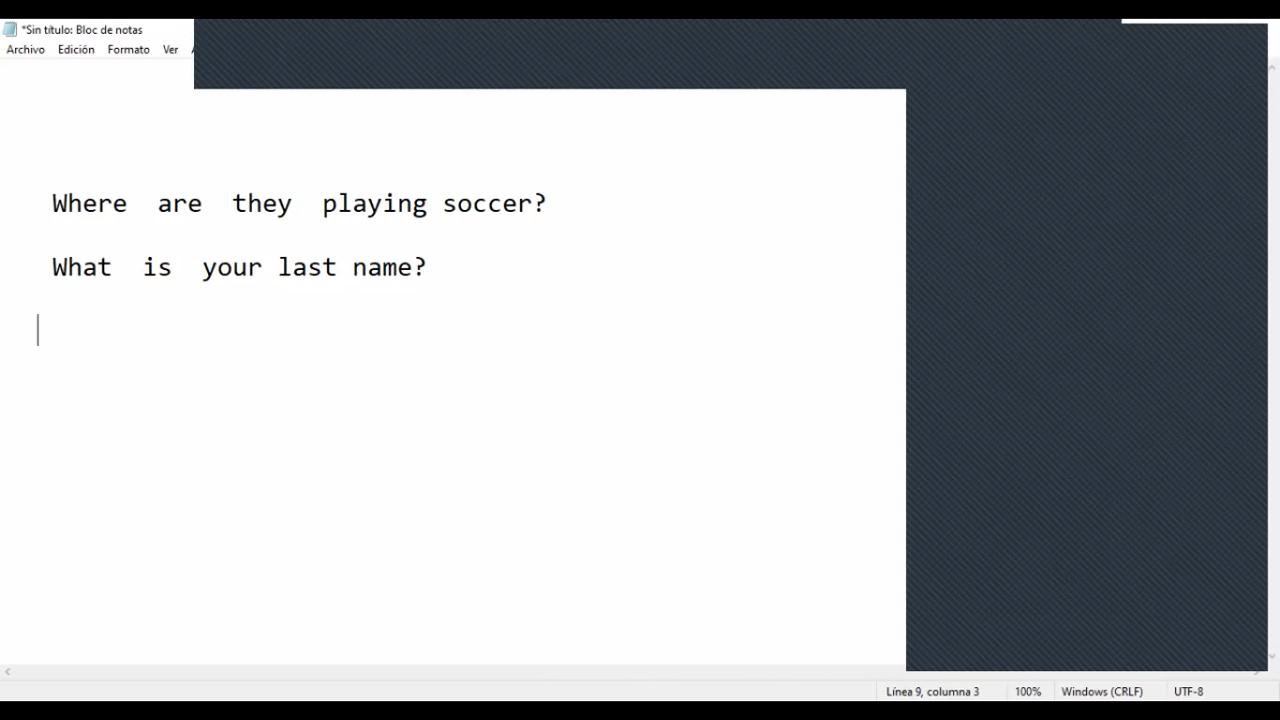 *Sin título: Bloc de notas
Archivo Edición Formato Ver
Where are they playing soccer?
What is your last name?
Línea 9, columna 3 100% Windows (CRLF) UTF-8